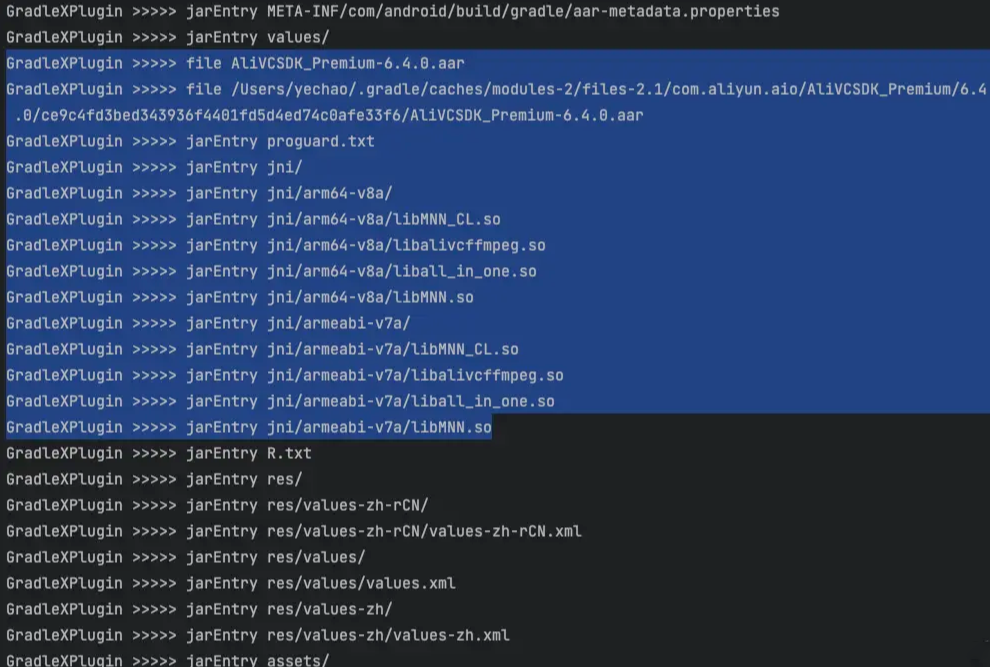 GradleXPlugin >>>>> jarEntry META-INF/com/android/build/gradle/aar-metadata.properties
GradleXPlugin >>>>> jarEntry values/
GradleXPlugin >>>>> file AliVCSDK_Premium-6.4.0.aar
GradleXPlugin >>>>> file /Users/yechao/.gradle/caches/modules-2/files-2.1/com.aliyun.aio/AliVCSDK_Premium/6.4
.0/ce9c4fd3bed343936f4401fd5d4ed74c0afe33f6/AliVCSDK_Premium-6.4.0.aar
GradleXPlugin >>>>> jarEntry proguard.txt
GradleXPlugin >>>>> jarEntry jni/
GradleXPlugin >>>>> jarEntry jni/arm64-v8a/
GradleXPlugin >>>>> jarEntry jni/arm64-v8a/libMNN_CL.so
GradleXPlugin >>>>> jarEntry jni/arm64-v8a/libalivcffmpeg.so
GradleXPlugin >>>>> jarEntry jni/arm64-v8a/liball_in_one.so
GradleXPlugin >>>>> jarEntry jni/arm64-v8a/libMNN.so
GradleXPlugin >>>>> jarEntry jni/armeabi-v7a/
GradleXPlugin >>>>> jarEntry jni/armeabi-v7a/libMNN_CL.so
GradleXPlugin >>>>> jarEntry jni/armeabi-v7a/libalivcffmpeg.so
GradleXPlugin >>>>> jarEntry jni/armeabi-v7a/liball_in_one.so
GradleXPlugin >>>>> jarEntry jni/armeabi-v7a/libMNN.so
GradleXPlugin >>>>> jarEntry R.txt
GradleXPlugin >>>>> jarEntry res/
GradleXPlugin >>>>> jarEntry res/values-zh-rCN/
GradleXPlugin >>>>> jarEntry res/values-zh-rCN/values-zh-rCN.xml
GradleXPlugin >>>>> jarEntry res/values/
GradleXPlugin >>>>> jarEntry res/values/values.xml
GradleXPlugin >>>>> jarEntry res/values-zh/
GradleXPlugin >>>>> jarEntry res/values-zh/values-zh.xml
GradleXPlugin >>>>> jarEntry assets/